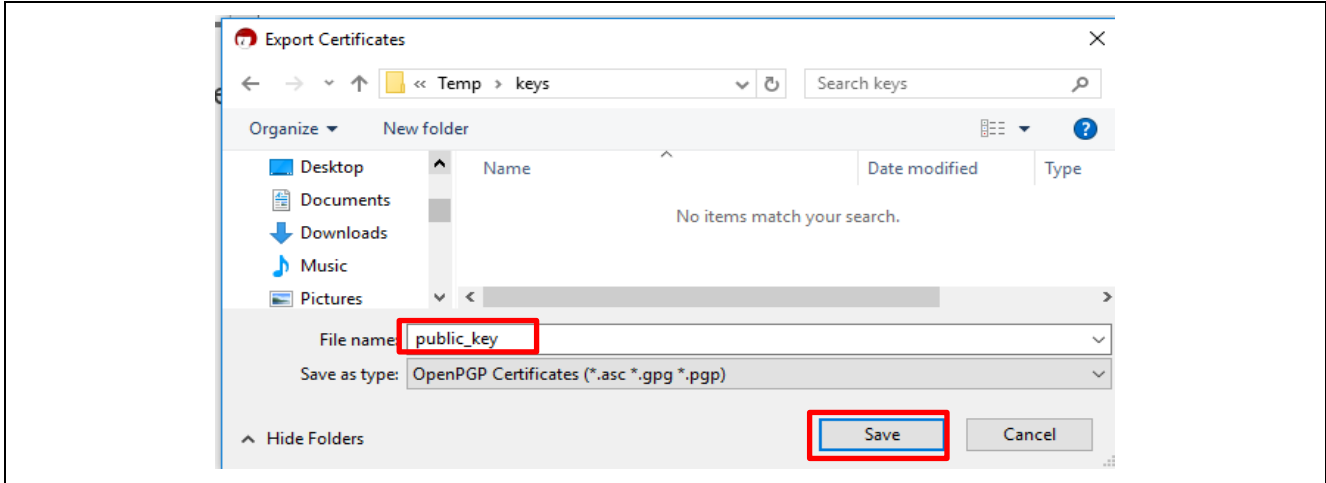 Export Certificates
« Temp › keys
Search keys
Organize
New folder
Desktop
Name
Date modified
Type
Documents
No items match your search.
Downloads
Music
Pictures
File name: public_key
Save as type: OpenPGP Certificates (*.asc *.gpg *.pgp)
Hide Folders
Save
Cancel